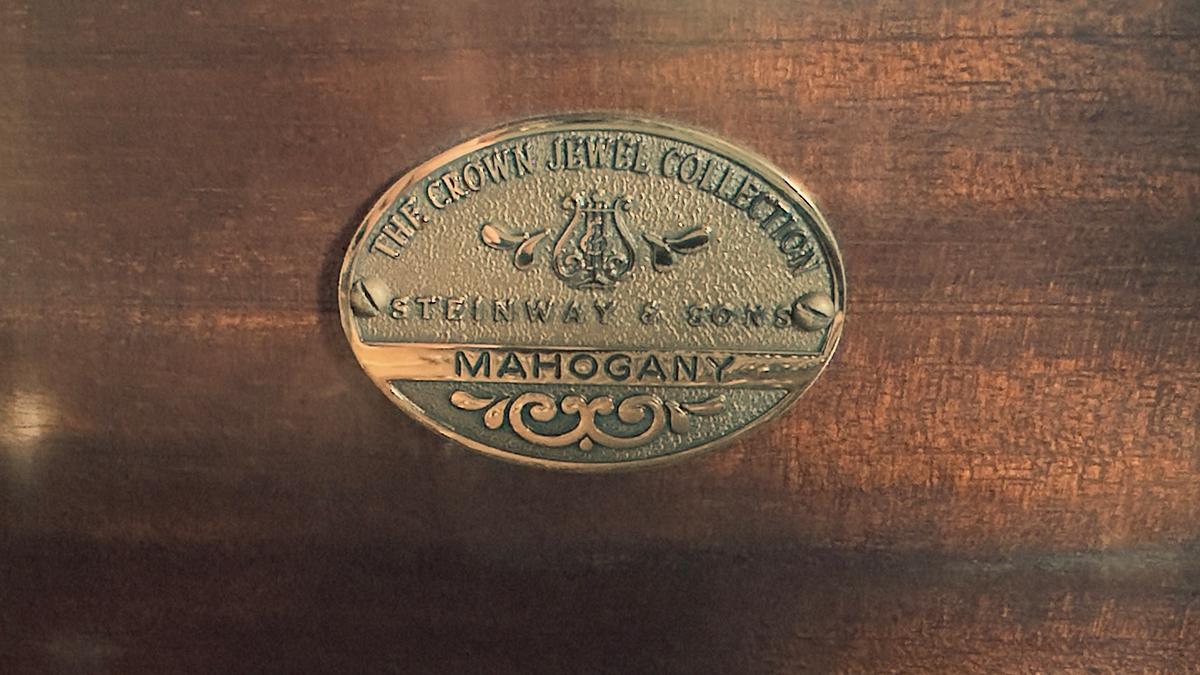 THE CROWN JEWEL COLLECTION
STEINWAY & SONS
MAHOGANY